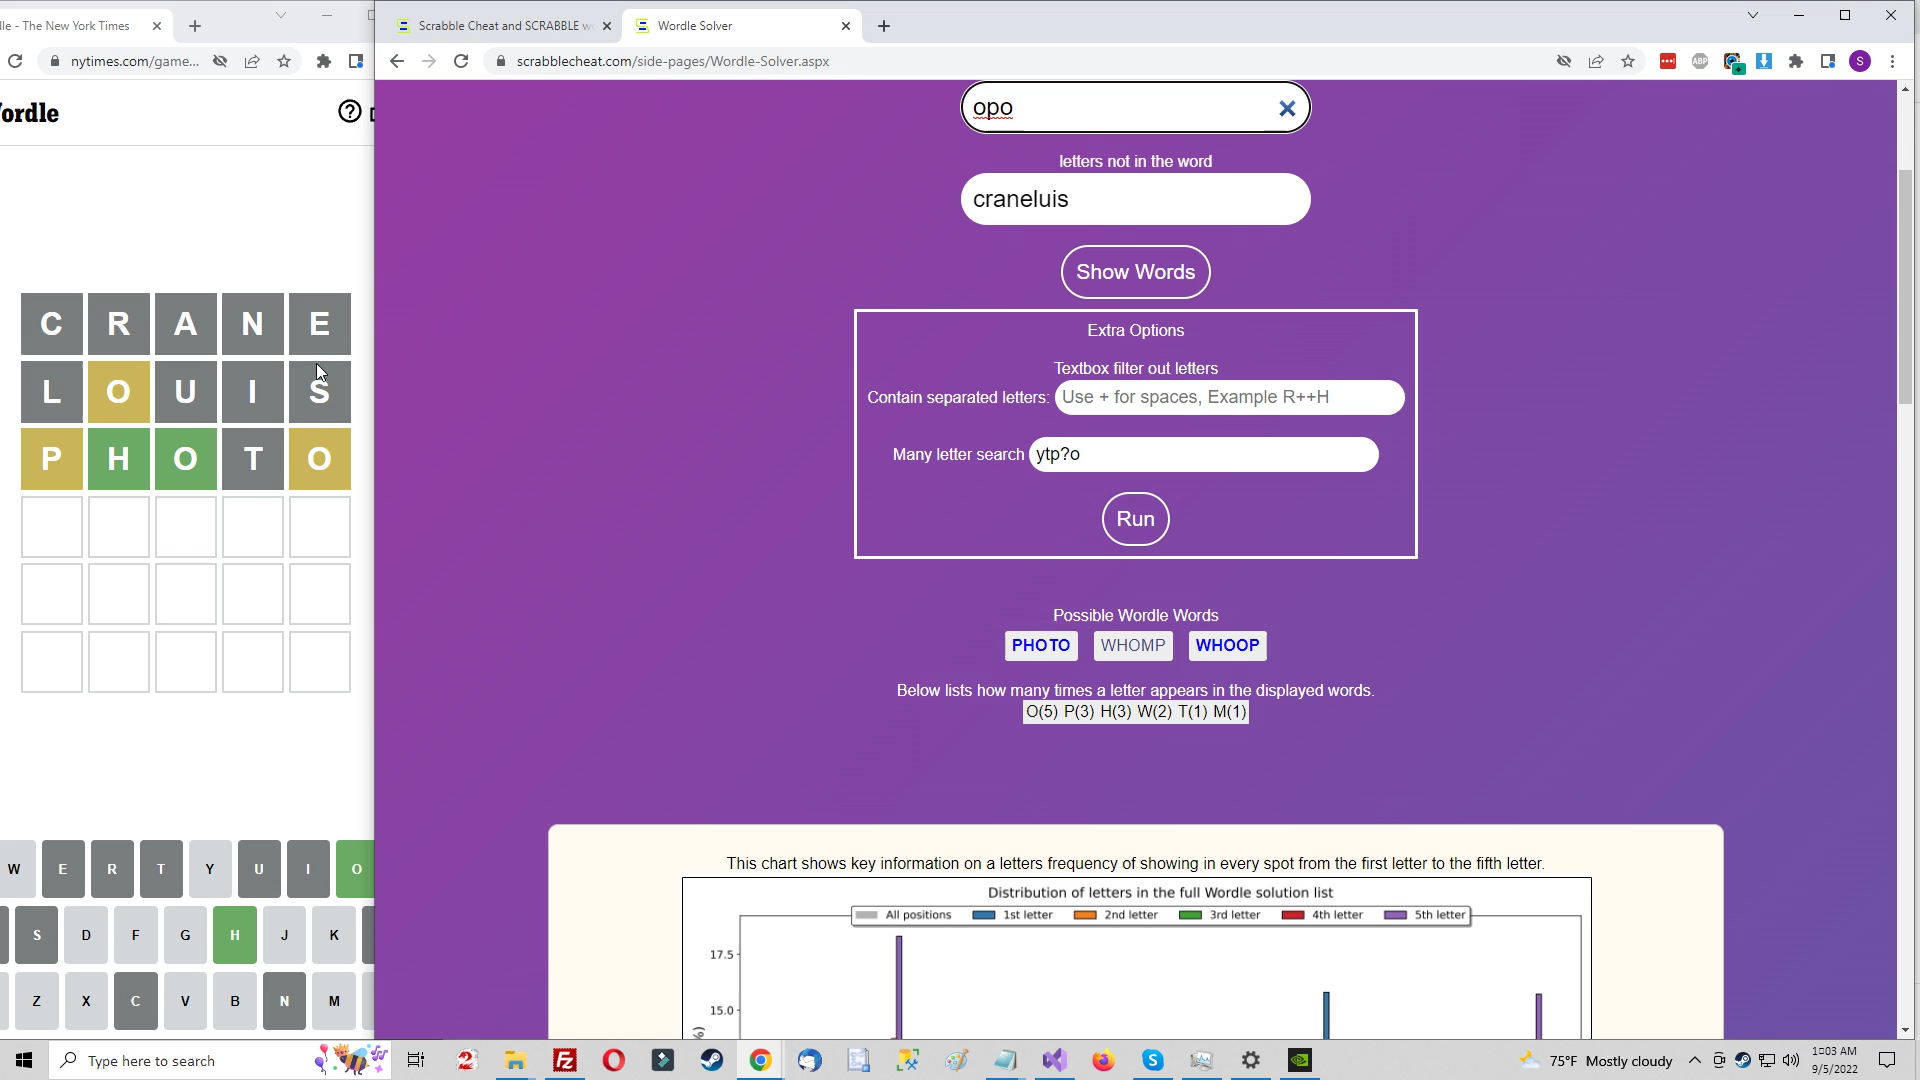 le - The New York Times
Scrabble Cheat and SCRABBLE w
Wordle Solver
nytimes.com/game...
scrabblecheat.com/side-pages/Wordle-Solver.aspx
ABP
S
ordle
?
opo
letters not in the word
craneluis
Show Words
Extra Options
Textbox filter out letters
Contain separated letters: Use + for spaces, Example R++H
Many letter search ytp?o
Run
C R A N E
L O U I S
P H O T O
Possible Wordle Words
PHOTO WHOMP WHOOP
Below lists how many times a letter appears in the displayed words.
O(5) P(3) H(3) W(2) T(1) M(1)
This chart shows key information on a letters frequency of showing in every spot from the first letter to the fifth letter.
Distribution of letters in the full Wordle solution list
All positions 1st letter 2nd letter 3rd letter 4th letter 5th letter
17.5
15.0
W E R T Y U I O
S D F G H J K
Z X C V B N M
Type here to search
75°F Mostly cloudy
1:03 AM
9/5/2022